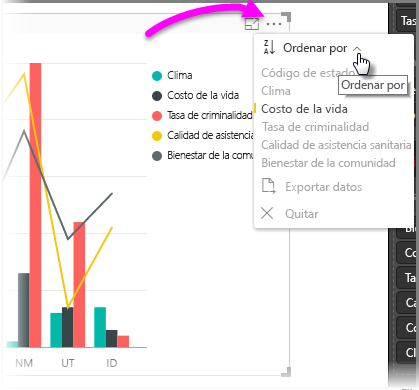 Ordenar por
Código de estado
Clima
Costo de la vida
Tasa de criminalidad
Calidad de asistencia sanitaria
Bienestar de la comunidad
Exportar datos
Quitar
Ordenar por
Clima
Costo de la vida
Tasa de criminalidad
Calidad de asistencia
Bienestar de la comu
NM UT ID
Bi
Co
Ta
Ca
Co
Cl